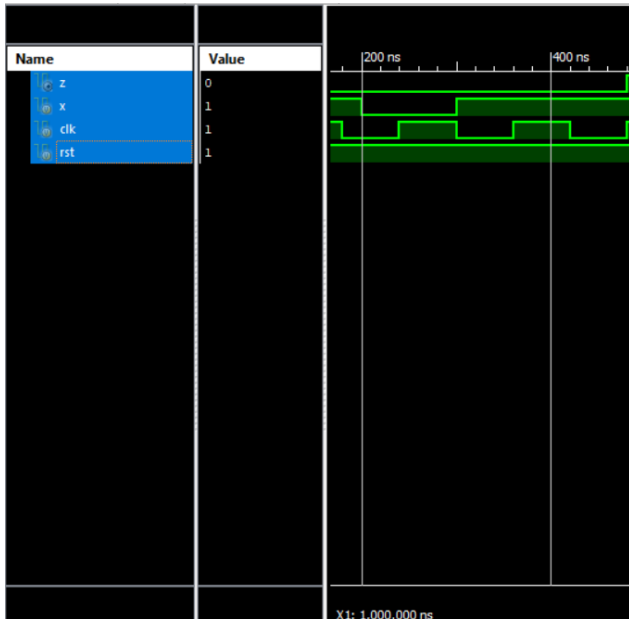 Name Value
200 ns 400 ns
z 0
x 1
clk 1
rst 1
X1: 1,000.000 ns